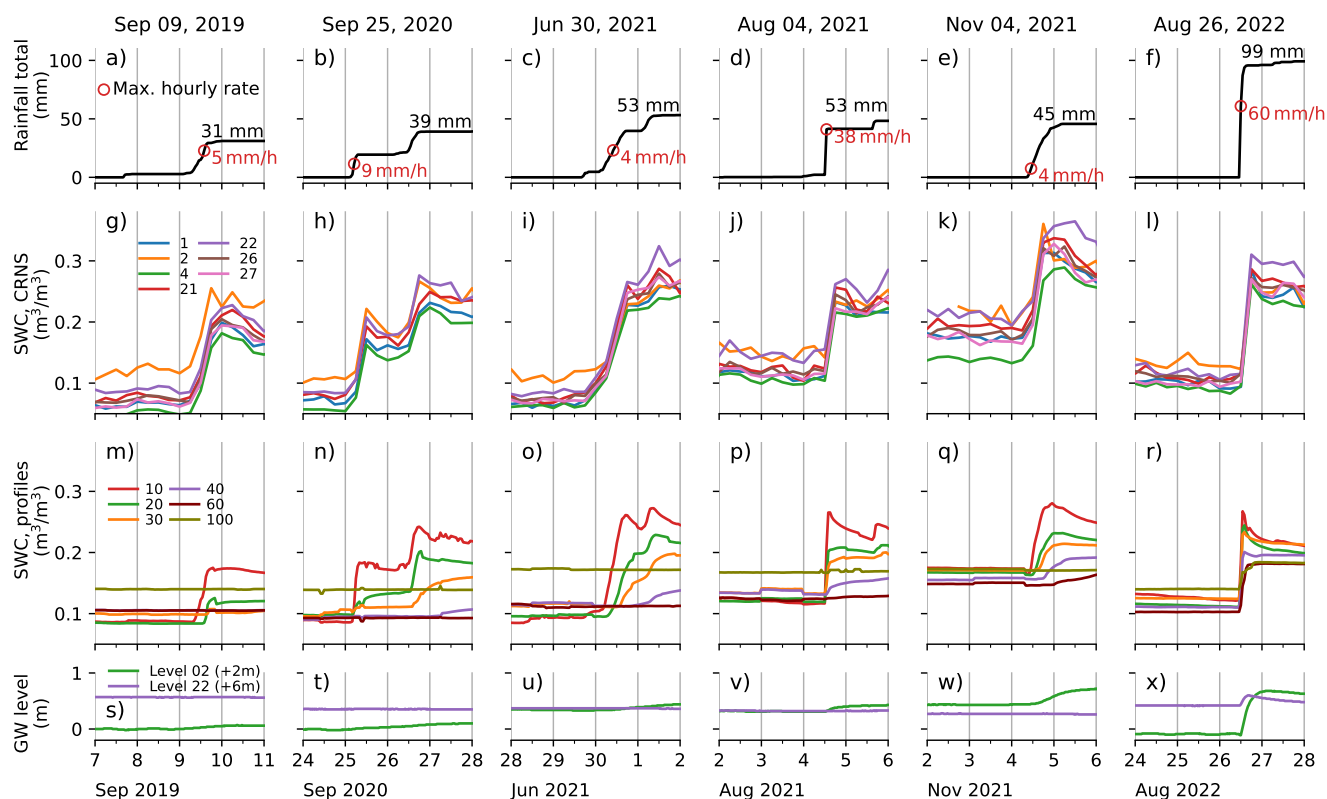 Sep 09, 2019
Sep 25, 2020
Jun 30, 2021
Aug 04, 2021
Nov 04, 2021
Aug 26, 2022
Rainfall total
(mm)
100
50
0
a)
Max. hourly rate
31 mm
5 mm/h
b)
39 mm
9 mm/h
c)
53 mm
4 mm/h
d)
53 mm
38 mm/h
e)
45 mm
4 mm/h
f)
99 mm
60 mm/h
SWC, CRNS
(m³/m³)
0.3
0.2
0.1
g)
1
2
4
21
22
26
27
h)
i)
j)
k)
l)
SWC, profiles
(m³/m³)
0.3
0.2
0.1
m)
10
20
30
40
60
100
n)
o)
p)
q)
r)
GW level
(m)
1
0
Level 02 (+2m)
Level 22 (+6m)
s)
t)
u)
v)
w)
x)
7 8 9 10 11
24 25 26 27 28
28 29 30 1 2
2 3 4 5 6
2 3 4 5 6
24 25 26 27 28
Sep 2019
Sep 2020
Jun 2021
Aug 2021
Nov 2021
Aug 2022